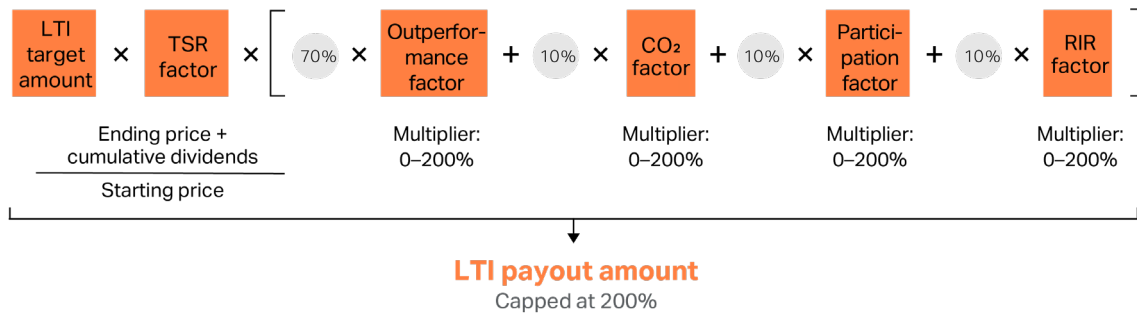 LTI
target
amount
×
TSR
factor
×
70%
×
Outperfor-
mance
factor
+
10%
×
CO₂
factor
+
10%
×
Partici-
pation
factor
+
10%
×
RIR
factor
Ending price +
cumulative dividends
Starting price
Multiplier:
0–200%
Multiplier:
0–200%
Multiplier:
0–200%
Multiplier:
0–200%
LTI payout amount
Capped at 200%